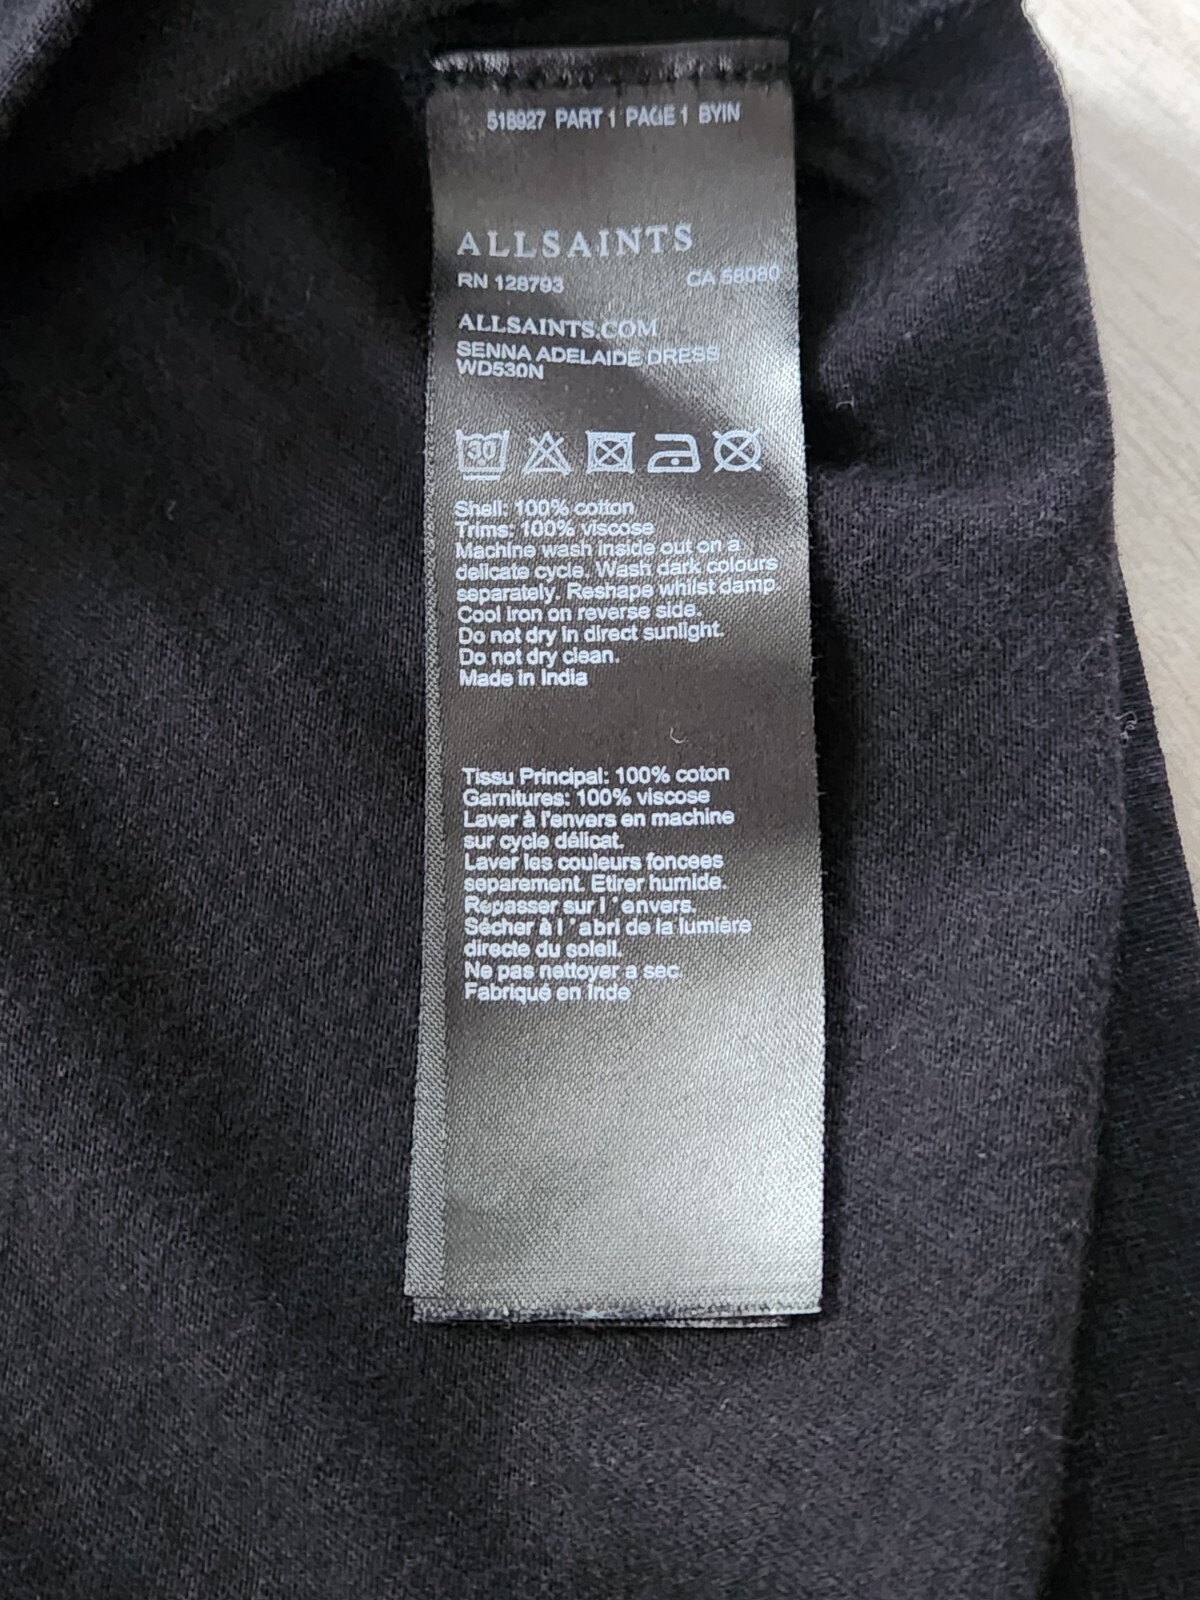 518927 PART 1 PAGE 1 BYIN
ALLSAINTS
RN 128793 CA 58080
ALLSAINTS.COM
SENNA ADELAIDE DRESS
WD530N
30
Shell: 100% cotton
Trims: 100% viscose
Machine wash inside out on a
delicate cycle. Wash dark colours
separately. Reshape whilst damp.
Cool iron on reverse side.
Do not dry in direct sunlight.
Do not dry clean.
Made in India
Tissu Principal: 100% coton
Garnitures: 100% viscose
Laver à l'envers en machine
sur cycle délicat.
Laver les couleurs foncees
separement. Etirer humide.
Repasser sur l 'envers.
Sécher à l 'abri de la lumière
directe du soleil.
Ne pas nettoyer a sec
Fabriqué en Inde